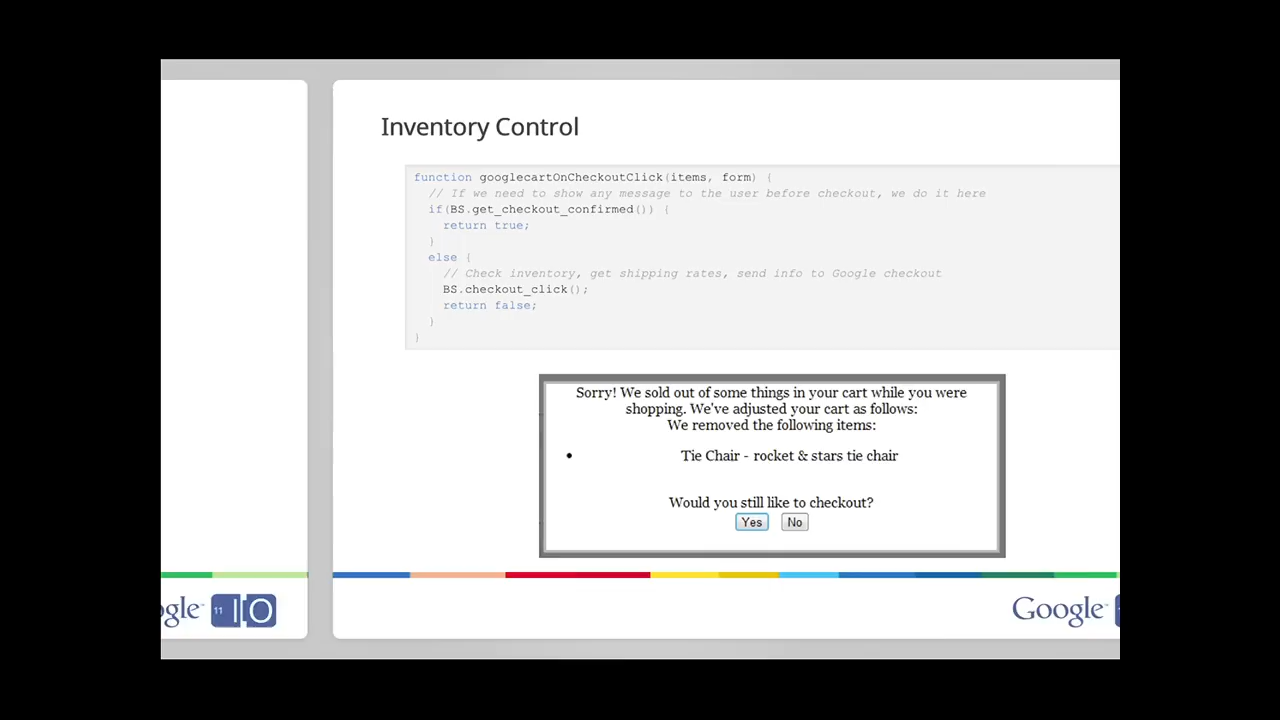 Inventory Control
function googlecartOnCheckoutClick(items, form) {
// If we need to show any message to the user before checkout, we do it here
if(BS.get_checkout_confirmed()) {
return true;
}
else {
// Check inventory, get shipping rates, send info to Google checkout
BS.checkout_click();
return false;
}
}
Sorry! We sold out of some things in your cart while you were
shopping. We've adjusted your cart as follows:
We removed the following items:
• Tie Chair - rocket & stars tie chair
Would you still like to checkout?
Yes No
ogle 11 IO
Google